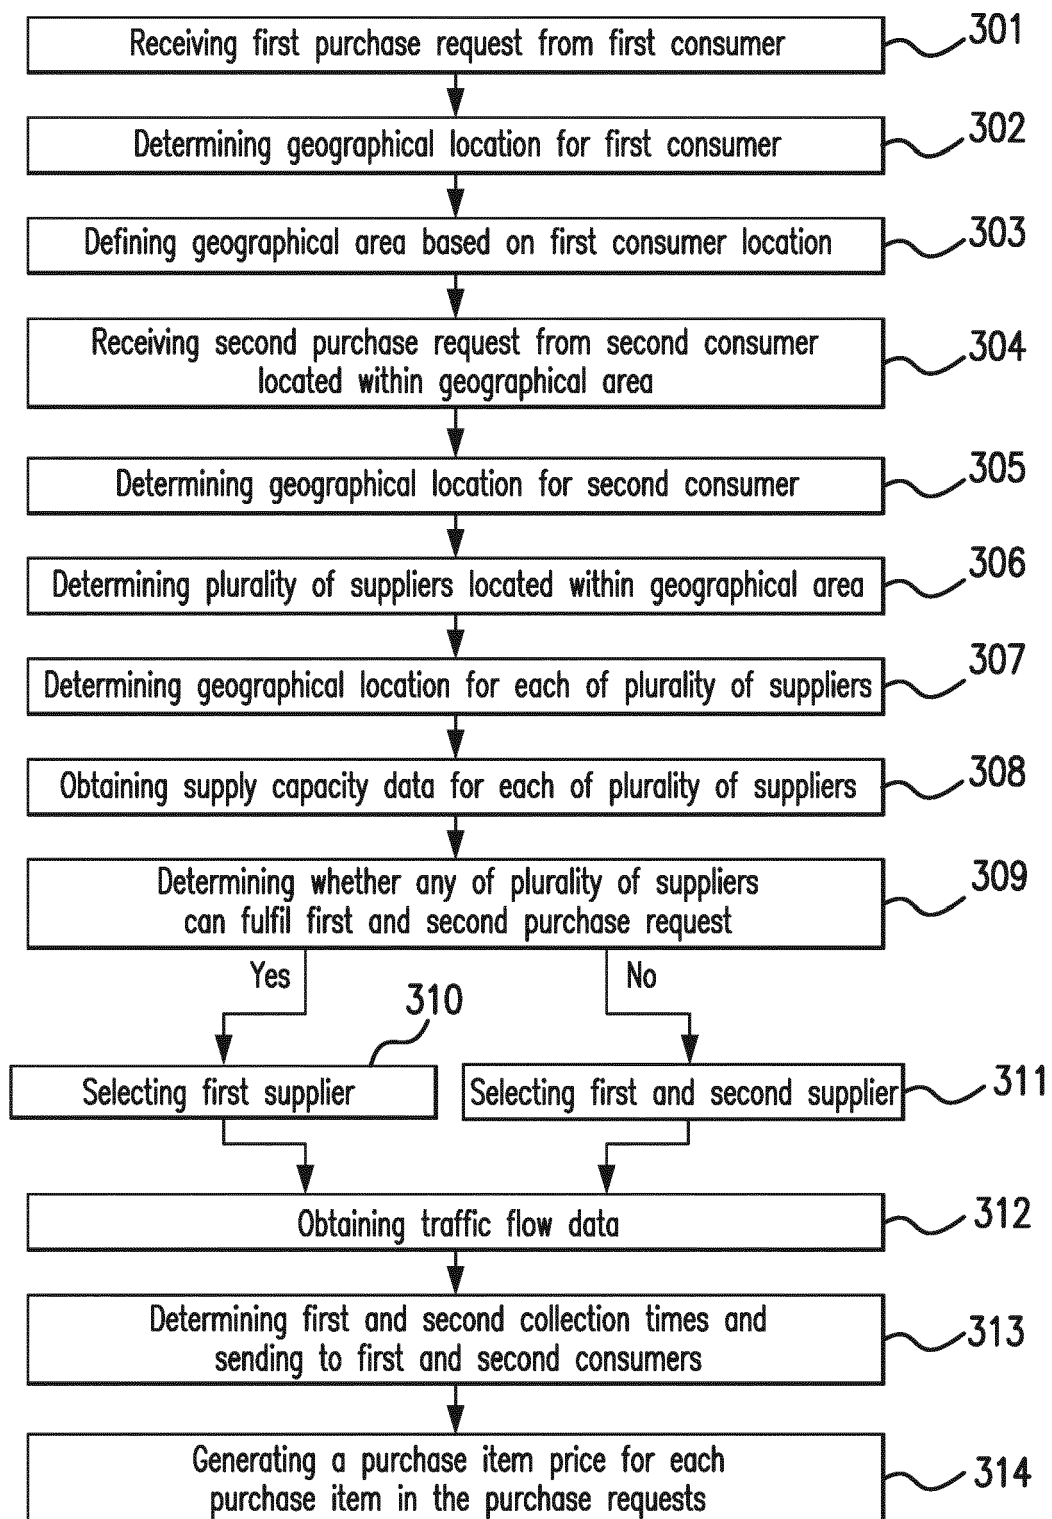 Receiving first purchase request from first consumer
301
Determining geographical location for first consumer
302
Defining geographical area based on first consumer location
303
Receiving second purchase request from second consumer
located within geographical area
304
Determining geographical location for second consumer
305
Determining plurality of suppliers located within geographical area
306
Determining geographical location for each of plurality of suppliers
307
Obtaining supply capacity data for each of plurality of suppliers
308
Determining whether any of plurality of suppliers
can fulfil first and second purchase request
309
Yes
No
310
Selecting first supplier
Selecting first and second supplier
311
Obtaining traffic flow data
312
Determining first and second collection times and
sending to first and second consumers
313
Generating a purchase item price for each
purchase item in the purchase requests
314